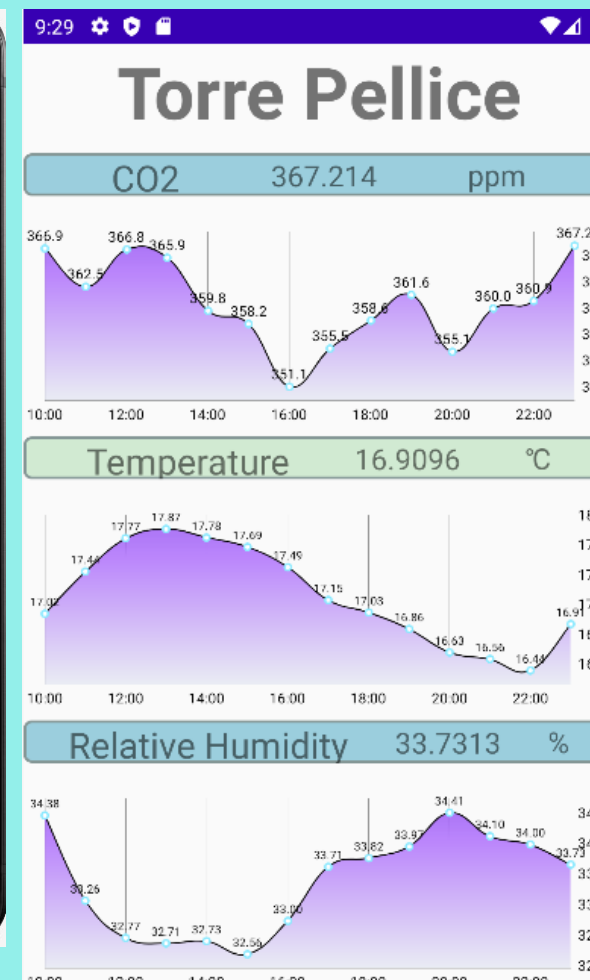 9:29
Torre Pellice
CO2 367.214 ppm
366.9 362.5 366.8 365.9 359.8 358.2 351.1 355.5 358.6 361.6 355.1 360.0 360.9 367.2
10:00 12:00 14:00 16:00 18:00 20:00 22:00
Temperature 16.9096 °C
17.02 17.44 17.77 17.87 17.78 17.69 17.49 17.15 17.03 16.86 16.63 16.56 16.44 16.91
10:00 12:00 14:00 16:00 18:00 20:00 22:00
Relative Humidity 33.7313 %
34.38 33.26 32.77 32.71 32.73 32.56 33.00 33.71 33.82 33.97 34.41 34.10 34.00 33.73